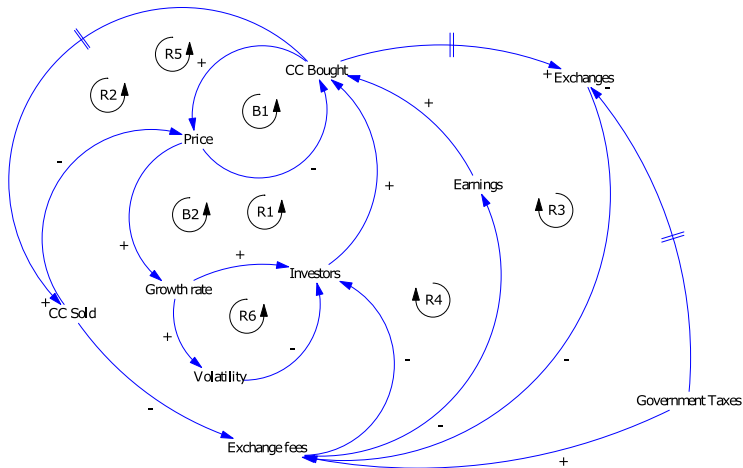 R5
+
CC Bought
+
Exchanges
-
R2
B1
+
-
Price
-
+
Earnings
B2
R1
R3
+
+
Growth rate
Investors
+
CC Sold
R6
R4
+
-
-
-
Volatility
-
Government Taxes
-
Exchange fees
+